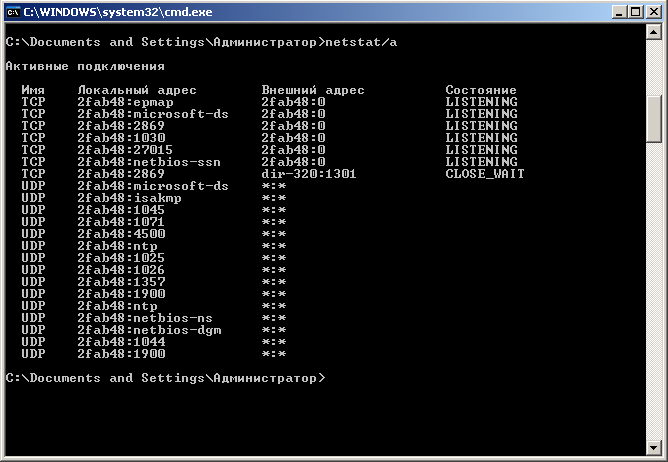 C:\WINDOWS\system32\cmd.exe
C:\Documents and Settings\Администратор>netstat/a
Активные подключения
Имя Локальный адрес Внешний адрес Состояние
TCP 2fab48:epmap 2fab48:0 LISTENING
TCP 2fab48:microsoft-ds 2fab48:0 LISTENING
TCP 2fab48:2869 2fab48:0 LISTENING
TCP 2fab48:1030 2fab48:0 LISTENING
TCP 2fab48:27015 2fab48:0 LISTENING
TCP 2fab48:netbios-ssn 2fab48:0 LISTENING
TCP 2fab48:2869 dir-320:1301 CLOSE_WAIT
UDP 2fab48:microsoft-ds *:*
UDP 2fab48:isakmp *:*
UDP 2fab48:1045 *:*
UDP 2fab48:1071 *:*
UDP 2fab48:4500 *:*
UDP 2fab48:ntp *:*
UDP 2fab48:1025 *:*
UDP 2fab48:1026 *:*
UDP 2fab48:1357 *:*
UDP 2fab48:1900 *:*
UDP 2fab48:ntp *:*
UDP 2fab48:netbios-ns *:*
UDP 2fab48:netbios-dgm *:*
UDP 2fab48:1044 *:*
UDP 2fab48:1900 *:*
C:\Documents and Settings\Администратор>